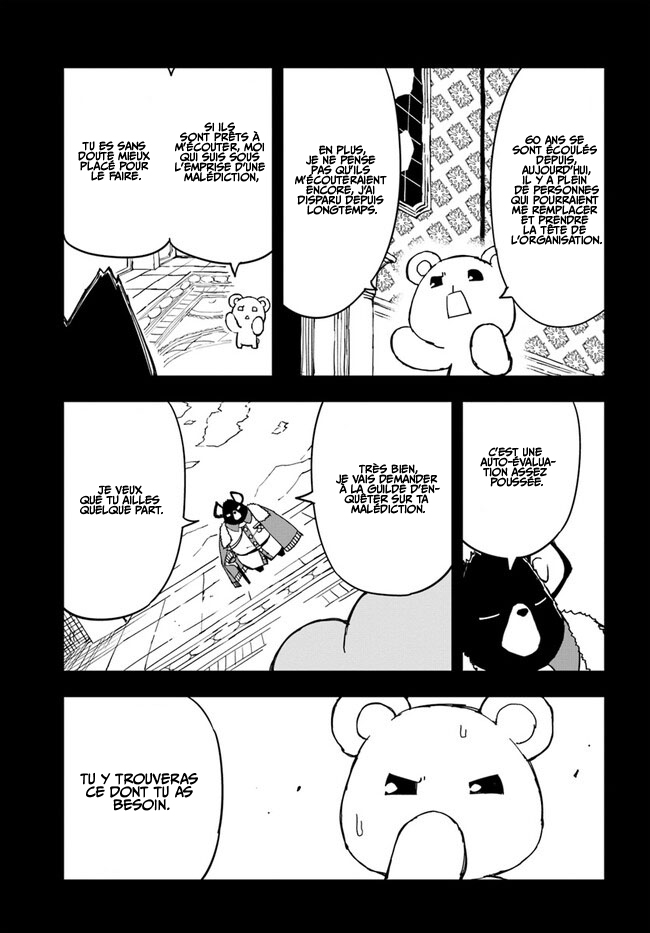 60 ANS SE
SONT ÉCOULÉS
DEPUIS,
AUJOURD'HUI,
IL Y A PLEIN
DE PERSONNES
QUI POURRAIENT
ME REMPLACER
ET PRENDRE
LA TÊTE DE
L'ORGANISATION.
EN PLUS,
JE NE PENSE
PAS QU'ILS
M'ÉCOUTERAIENT
ENCORE, J'AI
DISPARU DEPUIS
LONGTEMPS.
SI ILS
SONT PRÊTS À
M'ÉCOUTER, MOI
QUI SUIS SOUS
L'EMPRISE D'UNE
MALÉDICTION,
TU ES SANS
DOUTE MIEUX
PLACÉ POUR
LE FAIRE.
C'EST UNE
AUTO-ÉVALUA-
TION ASSEZ
POUSSÉE.
TRÈS BIEN,
JE VAIS DEMANDER
À LA GUILDE D'EN-
QUÊTER SUR TA
MALÉDICTION.
JE VEUX
QUE TU AILLES
QUELQUE PART.
TU Y TROUVERAS
CE DONT TU AS
BESOIN.